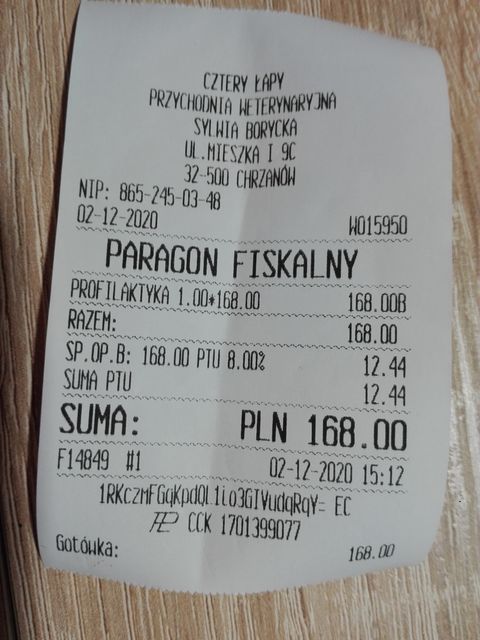 CZTERY ŁAPY
PRZYCHODNIA WETERYNARYJNA
SYLWIA BORYCKA
UL.MIESZKA I 9C
32-500 CHRZANÓW
NIP: 865-245-03-48
02-12-2020 W015950
PARAGON FISKALNY
PROFILAKTYKA 1.00*168.00 168.00B
RAZEM: 168.00
SP.OP.B: 168.00 PTU 8.00% 12.44
SUMA PTU 12.44
SUMA: PLN 168.00
F14849 #1 02-12-2020 15:12
EC
CCK 1701399077
Gotówka: 168.00